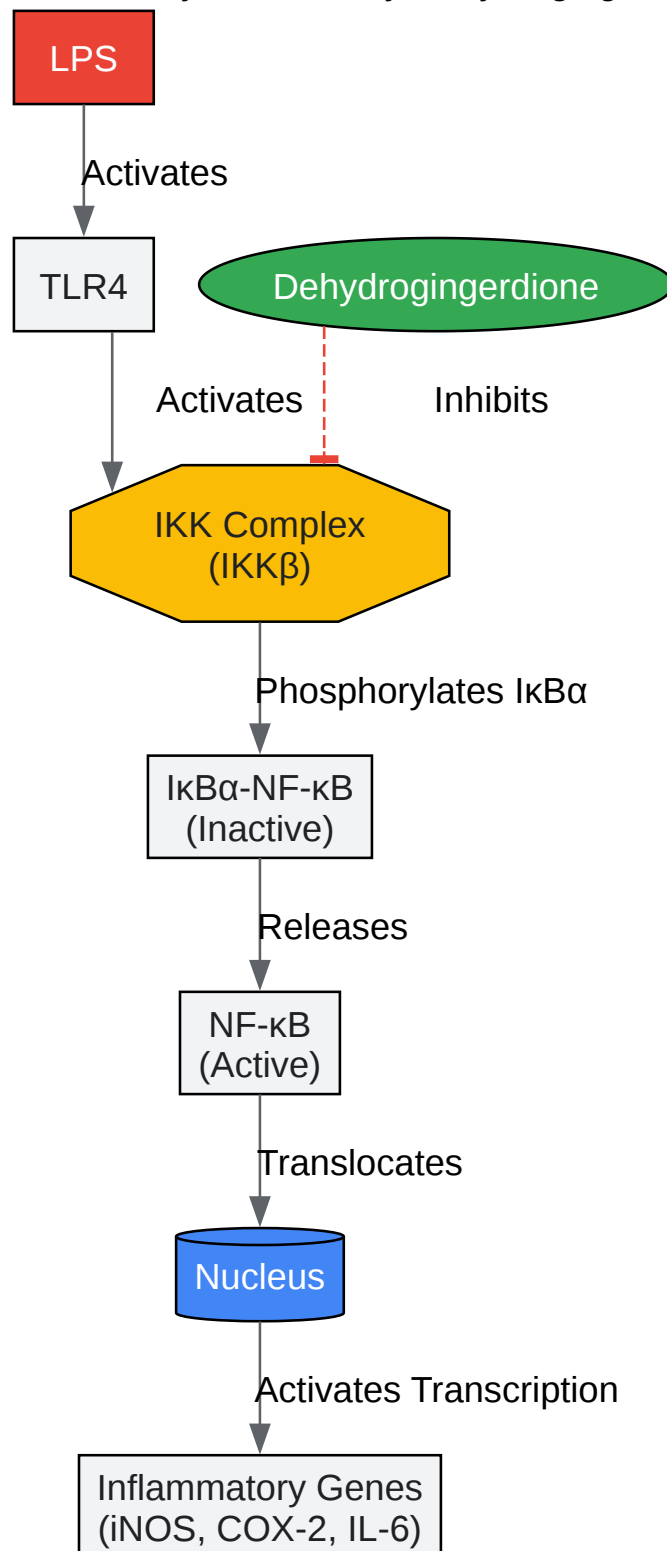 LPS
Activates
TLR4
Dehydrogingerdione
Activates
Inhibits
IKK Complex
(IKKβ)
Phosphorylates IκBα
IκBα-NF-κB
(Inactive)
Releases
NF-κB
(Active)
Translocates
Nucleus
Activates Transcription
Inflammatory Genes
(iNOS, COX-2, IL-6)